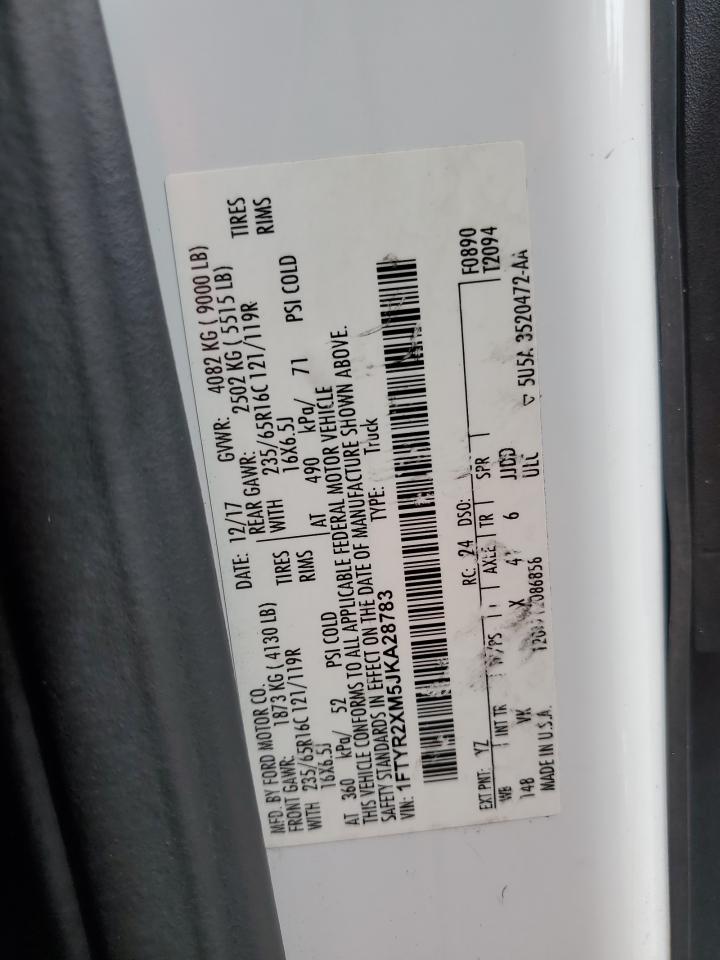 MFD. BY FORD MOTOR CO.
DATE: 12/17 GVWR: 4082 KG ( 9000 LB)
FRONT GAWR: 1873 KG ( 4130 LB)
REAR GAWR: 2502 KG ( 5515 LB)
WITH 235/65R16C 121/119R TIRES
WITH 235/65R16C 121/119R TIRES
16X6.5J RIMS
16X6.5J RIMS
AT 360 kPa/ 52 PSI COLD
AT 490 kPa/ 71 PSI COLD
THIS VEHICLE CONFORMS TO ALL APPLICABLE FEDERAL MOTOR VEHICLE
SAFETY STANDARDS IN EFFECT ON THE DATE OF MANUFACTURE SHOWN ABOVE.
VIN: 1FTYR2XM5JKA28783 TYPE: Truck
F0890
T2094
EXT PNT: YZ RC: 24 DSO:
WB INT TR AXLE TR SPR
148 VK X 4 6 JJDD
ULL
MADE IN U.S.A. 5U5A 3520472-AA